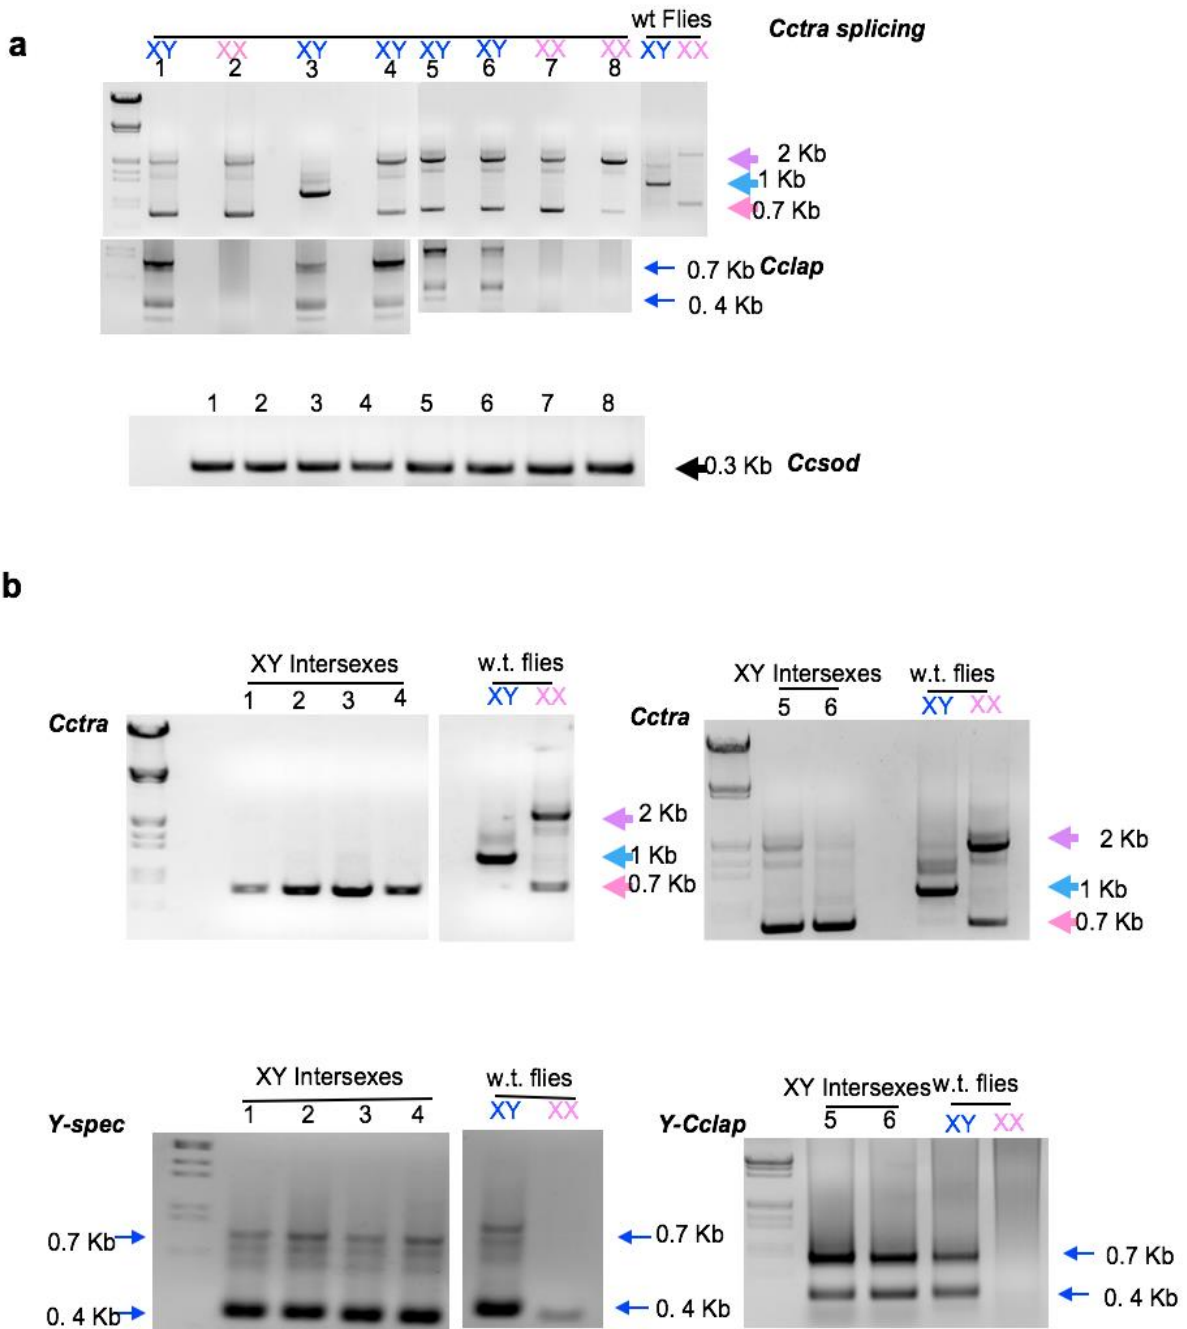 a
wt Flies
Cctra splicing
XY XX XY XY XY XY XX XX XY XX
1 2 3 4 5 6 7 8
2 Kb
1 Kb
0.7 Kb
0.7 Kb Cclap
0. 4 Kb
1 2 3 4 5 6 7 8
0.3 Kb Ccsod
b
XY Intersexes w.t. flies
1 2 3 4 XY XX
Cctra
2 Kb
1 Kb
0.7 Kb
XY Intersexes w.t. flies
5 6 XY XX
Cctra
2 Kb
1 Kb
0.7 Kb
XY Intersexes w.t. flies
1 2 3 4 XY XX
Y-spec
0.7 Kb 0.7 Kb
0. 4 Kb 0. 4 Kb
XY Intersexes w.t. flies
5 6 XY XX
Y-Cclap
0.7 Kb
0. 4 Kb